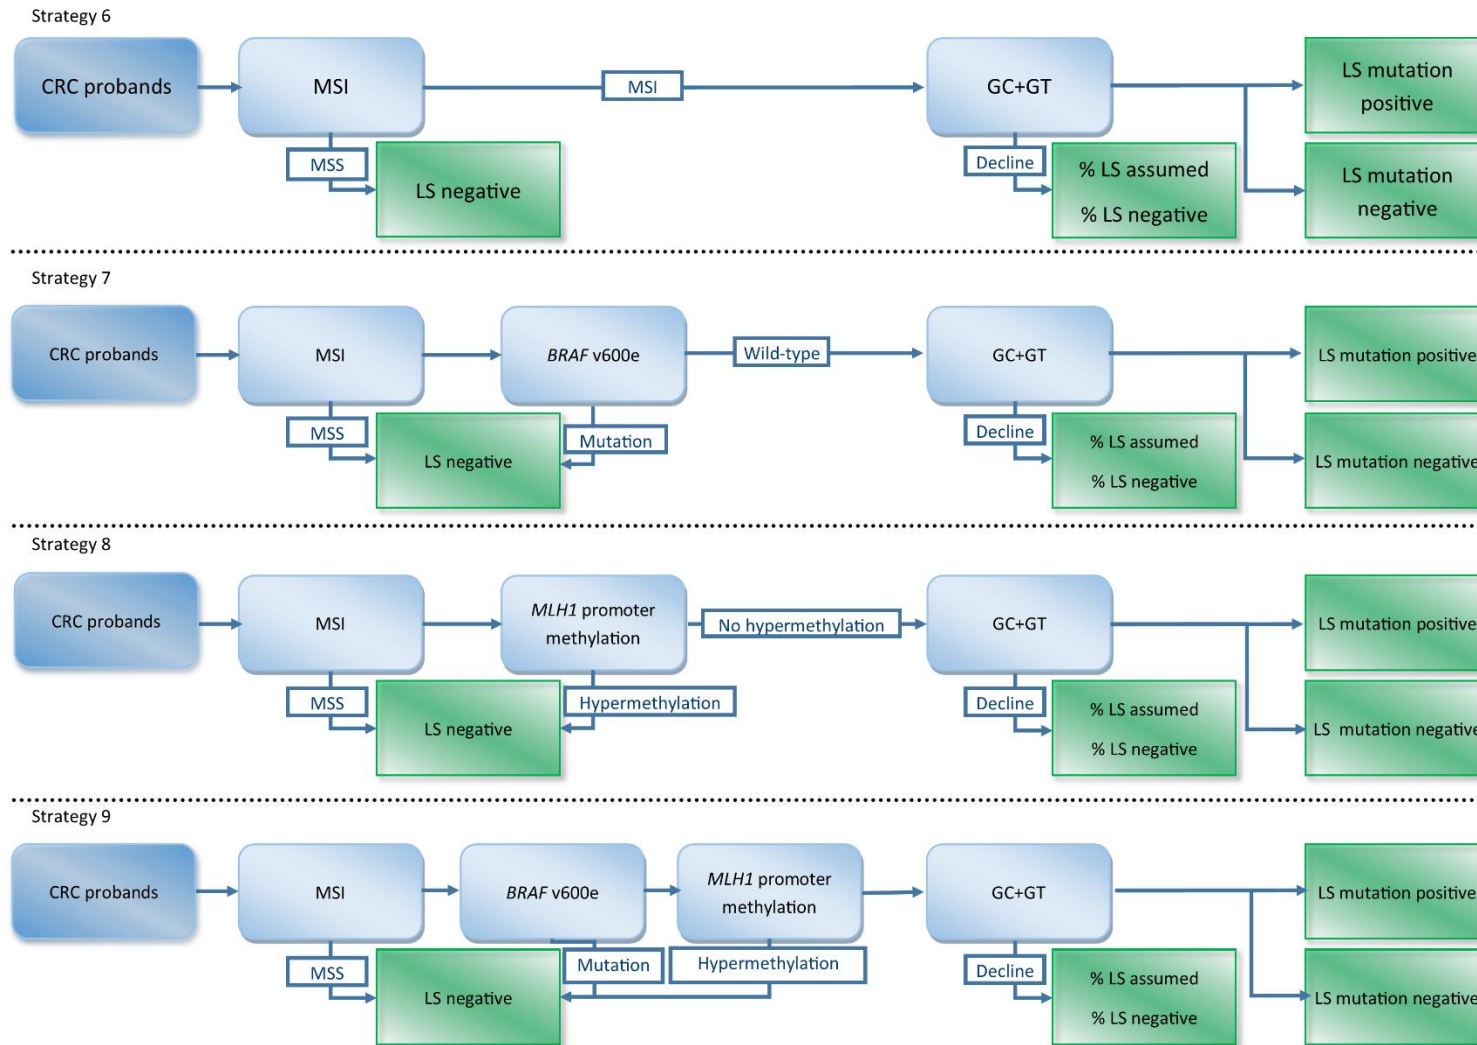 Strategy 6
CRC probands
MSI
MSI
GC+GT
LS mutation
positive
MSS
LS negative
Decline
% LS assumed
% LS negative
LS mutation
negative
Strategy 7
CRC probands
MSI
BRAF v600e
Wild-type
GC+GT
LS mutation positive
MSS
LS negative
Mutation
Decline
% LS assumed
% LS negative
LS mutation negative
Strategy 8
CRC probands
MSI
MLH1 promoter
methylation
No hypermethylation
GC+GT
LS mutation positive
MSS
LS negative
Hypermethylation
Decline
% LS assumed
% LS negative
LS mutation negative
Strategy 9
CRC probands
MSI
BRAF v600e
MLH1 promoter
methylation
GC+GT
LS mutation positive
MSS
LS negative
Mutation
Hypermethylation
Decline
% LS assumed
% LS negative
LS mutation negative